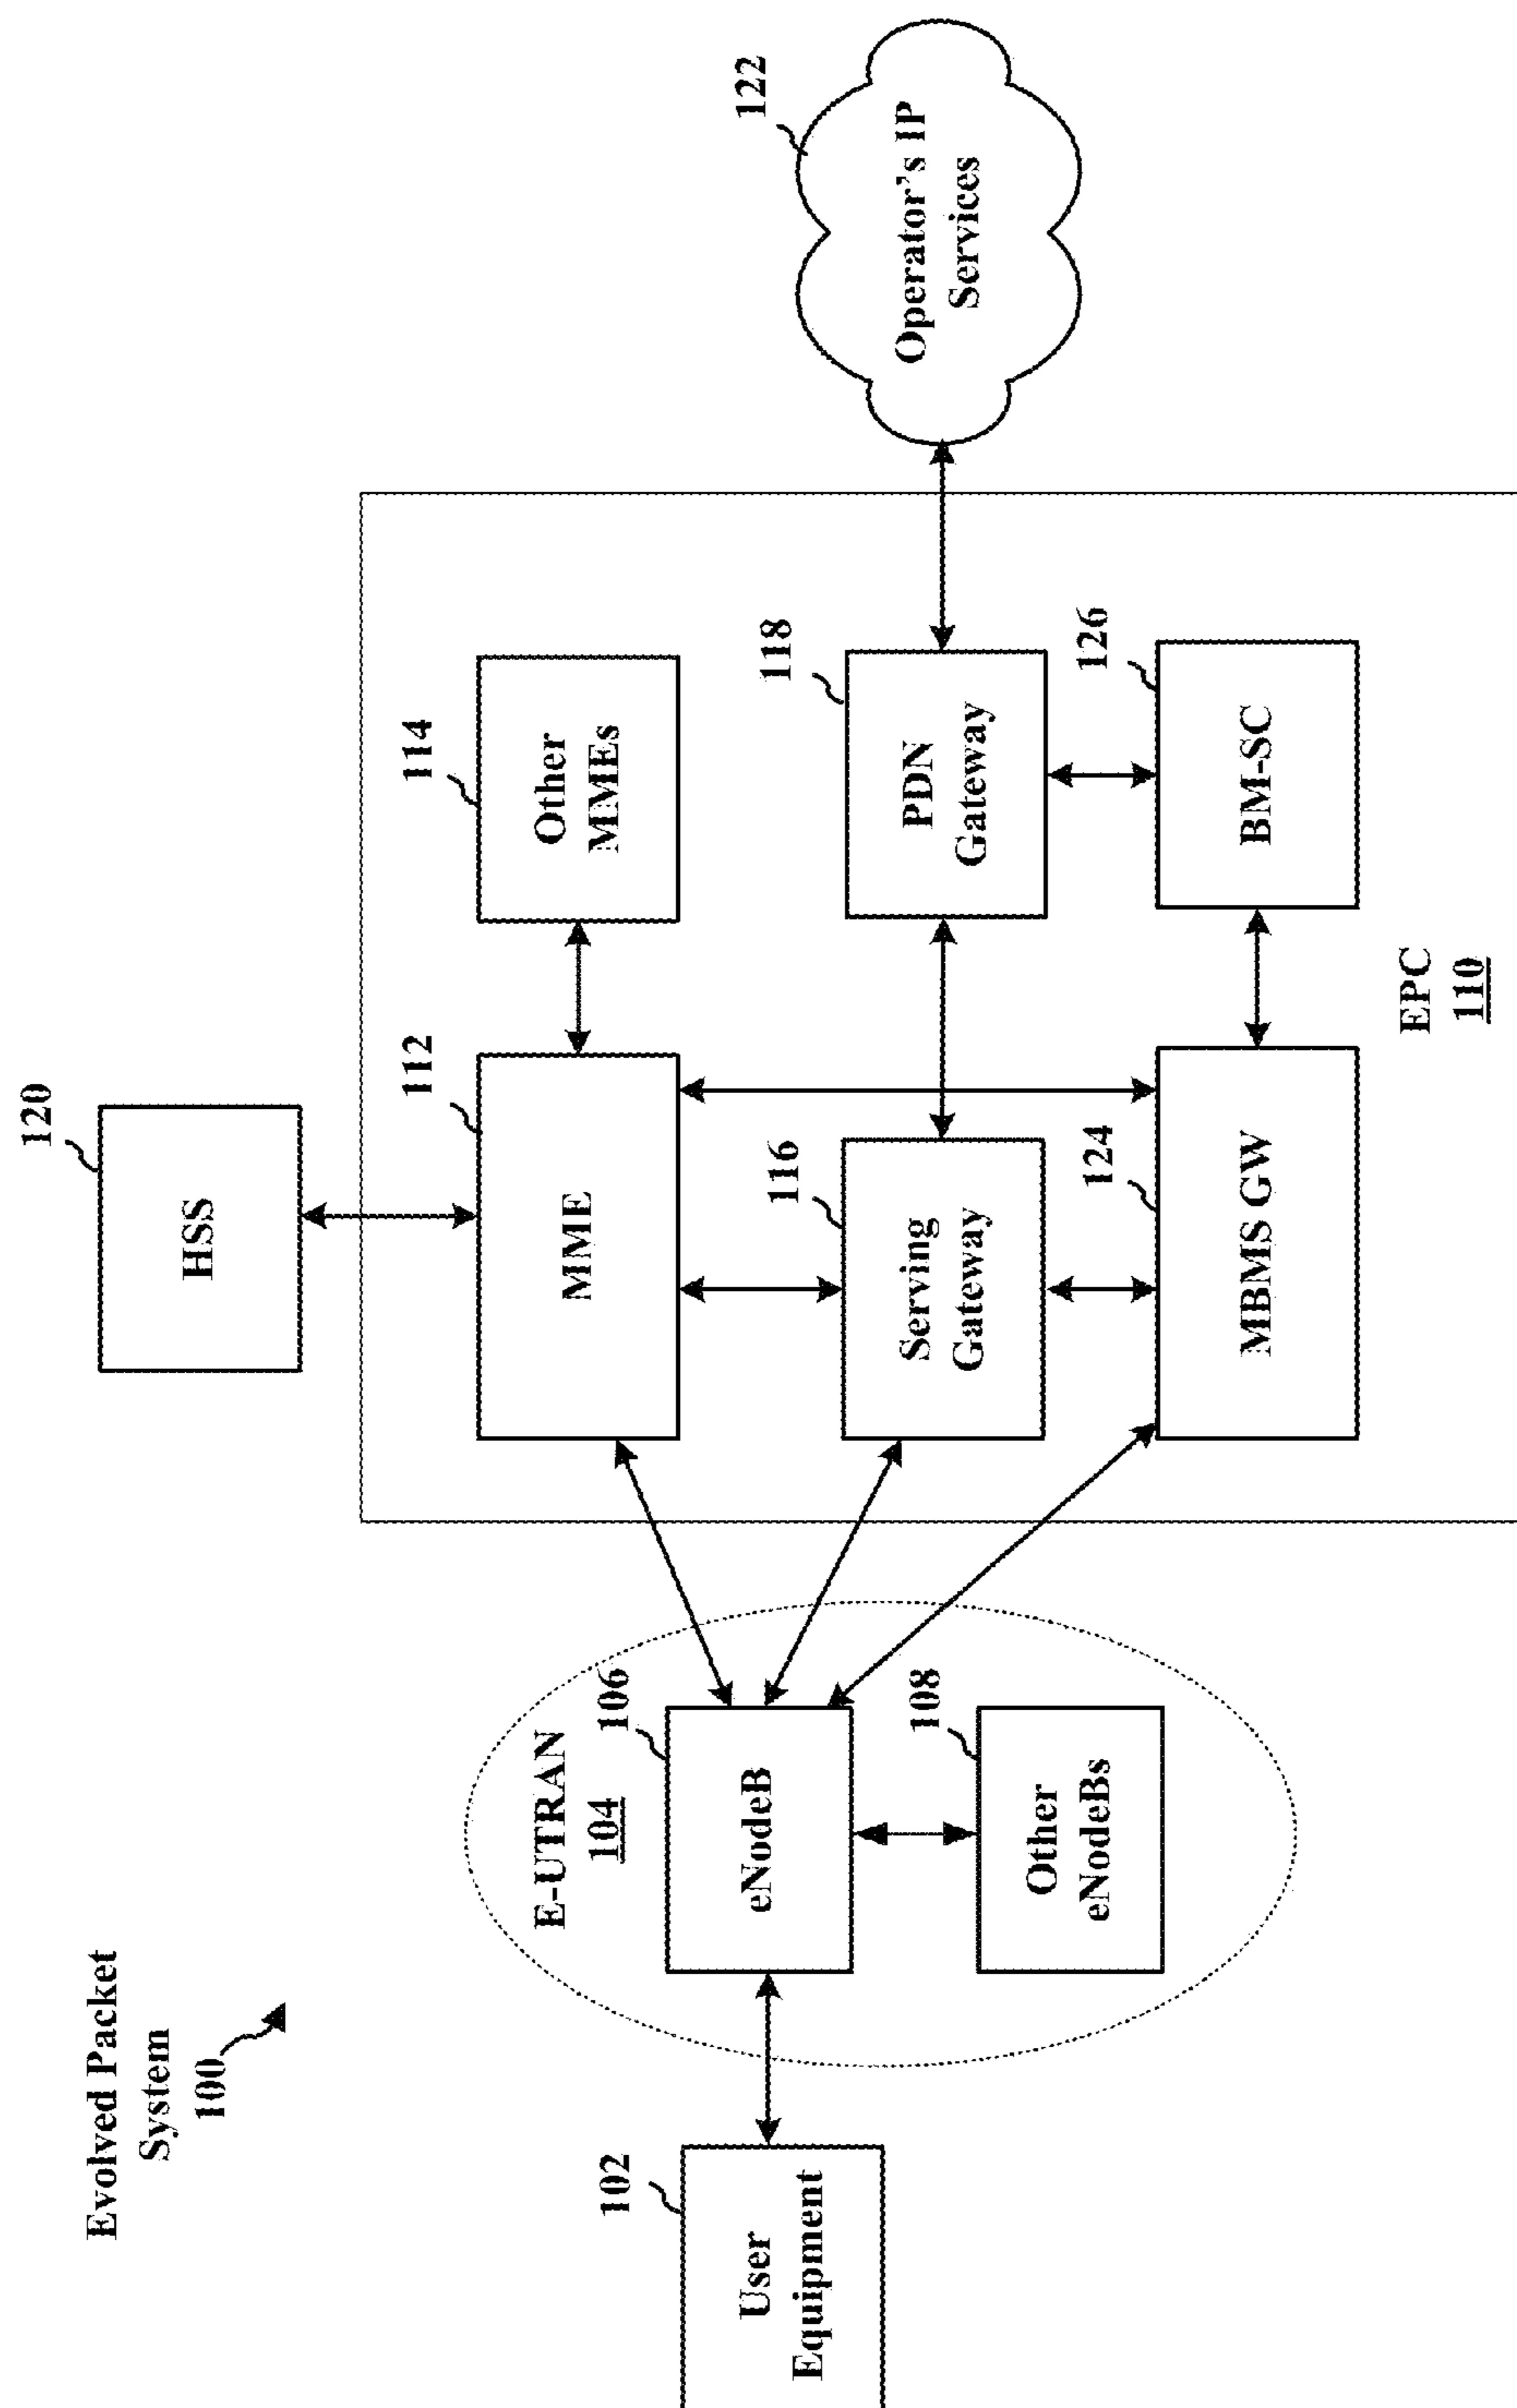 Evolved Packet
System
100
120
HSS
122
Operator's IP
Services
112
MME
114
Other
MMEs
E-UTRAN
104
106
eNodeB
102
User
Equipment
116
Serving
Gateway
118
PDN
Gateway
108
Other
eNodeBs
124
MBMS GW
126
BM-SC
EPC
110